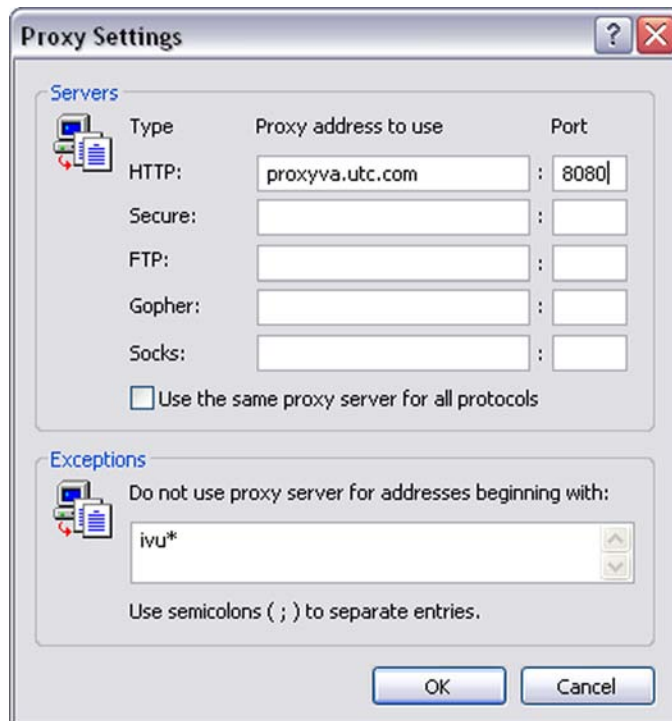 Proxy Settings
Servers
Type Proxy address to use Port
HTTP: proxyva.utc.com : 8080
Secure: :
FTP: :
Gopher: :
Socks: :
Use the same proxy server for all protocols
Exceptions
Do not use proxy server for addresses beginning with:
ivu*
Use semicolons ( ; ) to separate entries.
OK Cancel